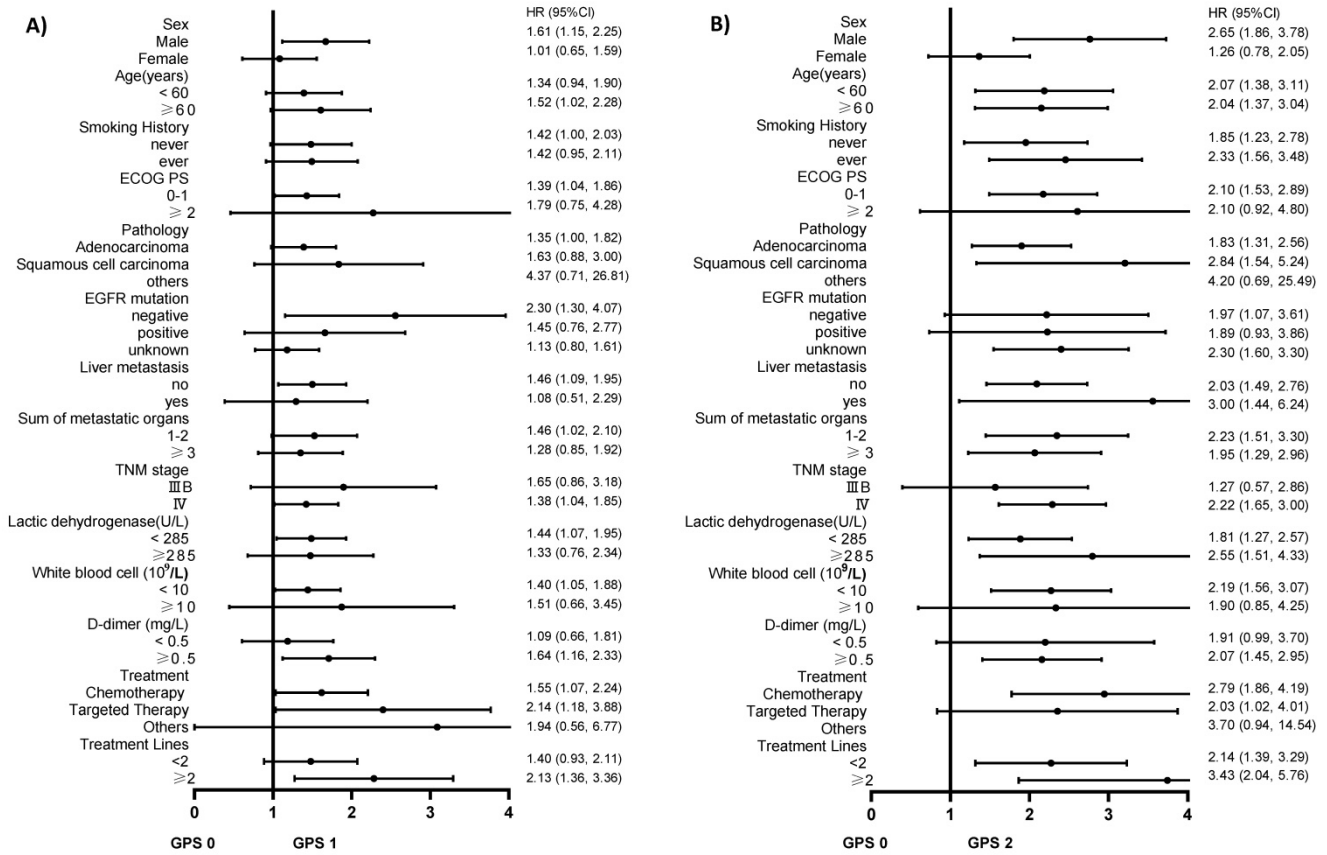 A)
HR (95%CI)
Sex
Male 1.61 (1.15, 2.25)
Female 1.01 (0.65, 1.59)
Age(years)
< 60 1.34 (0.94, 1.90)
≥60 1.52 (1.02, 2.28)
Smoking History
never 1.42 (1.00, 2.03)
ever 1.42 (0.95, 2.11)
ECOG PS
0-1 1.39 (1.04, 1.86)
≥ 2 1.79 (0.75, 4.28)
Pathology
Adenocarcinoma 1.35 (1.00, 1.82)
Squamous cell carcinoma 1.63 (0.88, 3.00)
others 4.37 (0.71, 26.81)
EGFR mutation
negative 2.30 (1.30, 4.07)
positive 1.45 (0.76, 2.77)
unknown 1.13 (0.80, 1.61)
Liver metastasis
no 1.46 (1.09, 1.95)
yes 1.08 (0.51, 2.29)
Sum of metastatic organs
1-2 1.46 (1.02, 2.10)
≥ 3 1.28 (0.85, 1.92)
TNM stage
ⅢB 1.65 (0.86, 3.18)
Ⅳ 1.38 (1.04, 1.85)
Lactic dehydrogenase(U/L)
< 285 1.44 (1.07, 1.95)
≥285 1.33 (0.76, 2.34)
White blood cell (10⁹/L)
< 10 1.40 (1.05, 1.88)
≥10 1.51 (0.66, 3.45)
D-dimer (mg/L)
< 0.5 1.09 (0.66, 1.81)
≥0.5 1.64 (1.16, 2.33)
Treatment
Chemotherapy 1.55 (1.07, 2.24)
Targeted Therapy 2.14 (1.18, 3.88)
Others 1.94 (0.56, 6.77)
Treatment Lines
<2 1.40 (0.93, 2.11)
≥2 2.13 (1.36, 3.36)
0 1 2 3 4
GPS 0 GPS 1
B)
HR (95%CI)
Sex
Male 2.65 (1.86, 3.78)
Female 1.26 (0.78, 2.05)
Age(years)
< 60 2.07 (1.38, 3.11)
≥60 2.04 (1.37, 3.04)
Smoking History
never 1.85 (1.23, 2.78)
ever 2.33 (1.56, 3.48)
ECOG PS
0-1 2.10 (1.53, 2.89)
≥ 2 2.10 (0.92, 4.80)
Pathology
Adenocarcinoma 1.83 (1.31, 2.56)
Squamous cell carcinoma 2.84 (1.54, 5.24)
others 4.20 (0.69, 25.49)
EGFR mutation
negative 1.97 (1.07, 3.61)
positive 1.89 (0.93, 3.86)
unknown 2.30 (1.60, 3.30)
Liver metastasis
no 2.03 (1.49, 2.76)
yes 3.00 (1.44, 6.24)
Sum of metastatic organs
1-2 2.23 (1.51, 3.30)
≥ 3 1.95 (1.29, 2.96)
TNM stage
ⅢB 1.27 (0.57, 2.86)
Ⅳ 2.22 (1.65, 3.00)
Lactic dehydrogenase(U/L)
< 285 1.81 (1.27, 2.57)
≥285 2.55 (1.51, 4.33)
White blood cell (10⁹/L)
< 10 2.19 (1.56, 3.07)
≥10 1.90 (0.85, 4.25)
D-dimer (mg/L)
< 0.5 1.91 (0.99, 3.70)
≥0.5 2.07 (1.45, 2.95)
Treatment
Chemotherapy 2.79 (1.86, 4.19)
Targeted Therapy 2.03 (1.02, 4.01)
Others 3.70 (0.94, 14.54)
Treatment Lines
<2 2.14 (1.39, 3.29)
≥2 3.43 (2.04, 5.76)
0 1 2 3 4
GPS 0 GPS 2